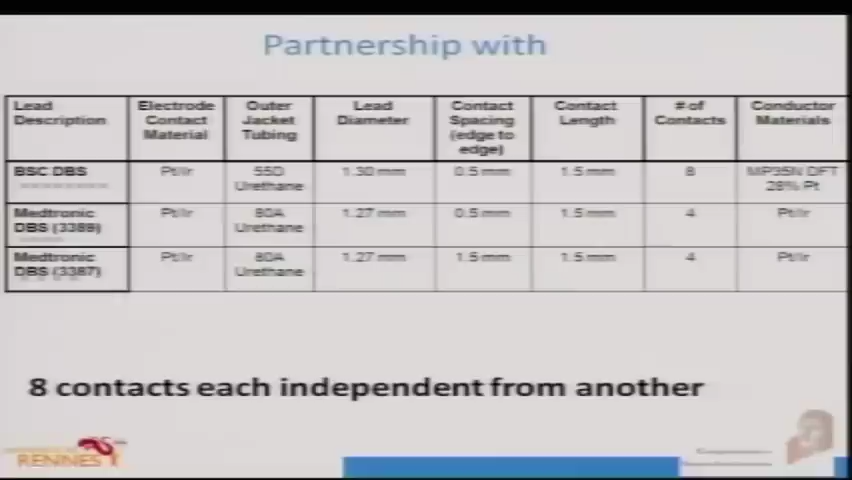 Partnership with
Lead Description | Electrode Contact Material | Outer Jacket Tubing | Lead Diameter | Contact Spacing (edge to edge) | Contact Length | # of Contacts | Conductor Materials
BSC DBS | Pt/Ir | 55D Urethane | 1.30 mm | 0.5 mm | 1.5 mm | 8 | MP35N DFT 28% Pt
Medtronic DBS (3389) | Pt/Ir | 80A Urethane | 1.27 mm | 0.5 mm | 1.5 mm | 4 | Pt/Ir
Medtronic DBS (3387) | Pt/Ir | 80A Urethane | 1.27 mm | 1.5 mm | 1.5 mm | 4 | Pt/Ir
8 contacts each independent from another
RENNES 1